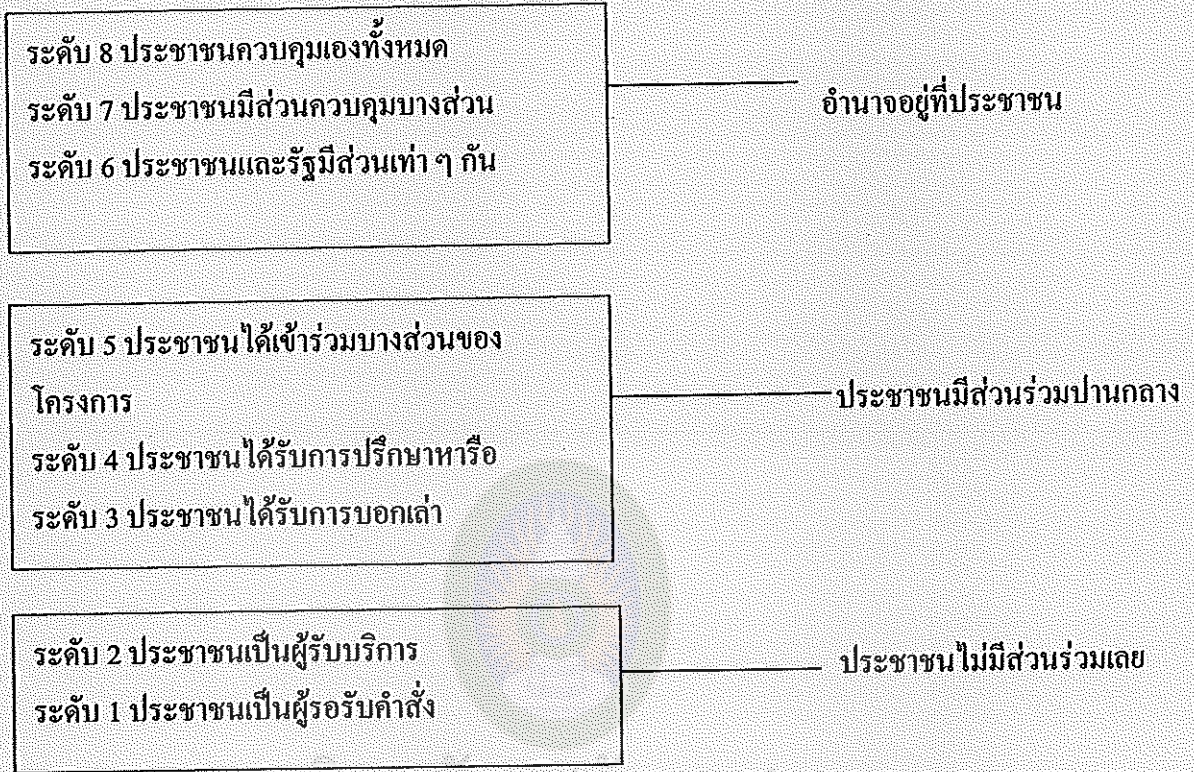 ระดับ 8 ประชาชนควบคุมเองทั้งหมด
ระดับ 7 ประชาชนมีส่วนควบคุมบางส่วน
ระดับ 6 ประชาชนและรัฐมีส่วนเท่า ๆ กัน
อำนาจอยู่ที่ประชาชน
ระดับ 5 ประชาชนได้เข้าร่วมบางส่วนของ
โครงการ
ระดับ 4 ประชาชนได้รับการปรึกษาหารือ
ระดับ 3 ประชาชนได้รับการบอกเล่า
ประชาชนมีส่วนร่วมปานกลาง
ระดับ 2 ประชาชนเป็นผู้รับบริการ
ระดับ 1 ประชาชนเป็นผู้รอรับคำสั่ง
ประชาชนไม่มีส่วนร่วมเลย